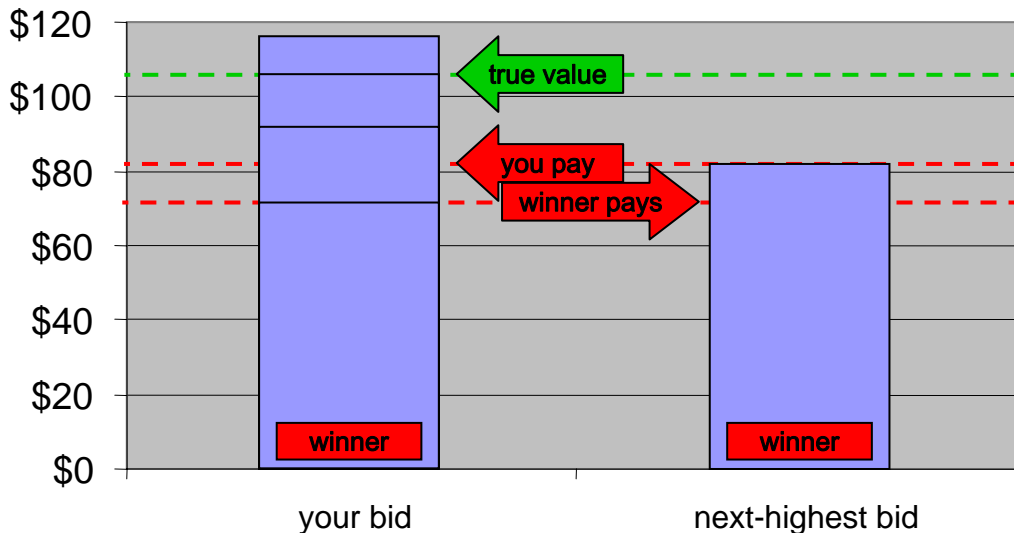 $120
true value
$100
you pay
$80
winner pays
$60
$40
$20
winner
winner
$0
your bid
next-highest bid